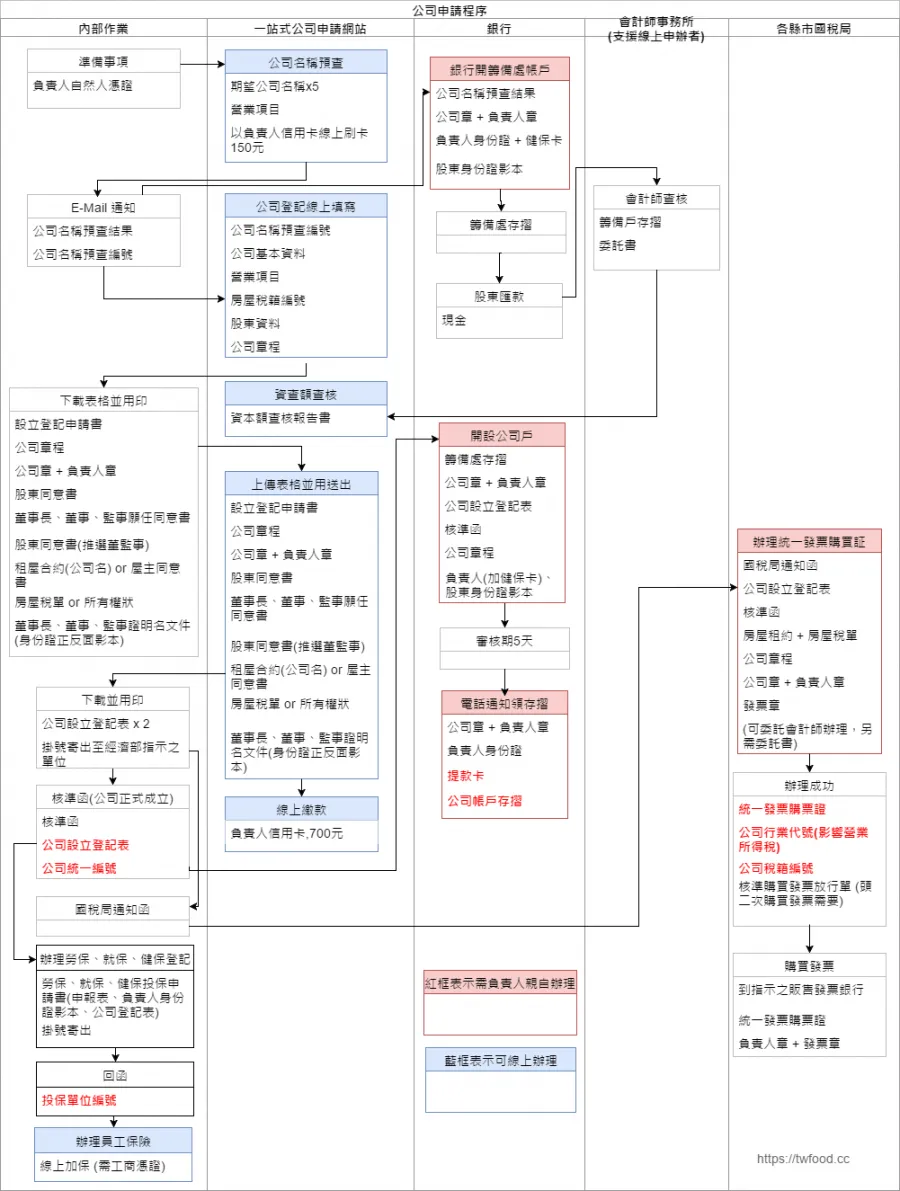 公司申請程序
內部作業
一站式公司申請網站
銀行
會計師事務所
(支援線上申辦者)
各縣市國稅局
準備事項
負責人自然人憑證
公司名稱預查
期望公司名稱x5
營業項目
以負責人信用卡線上刷卡
150元
銀行開籌備處帳戶
公司名稱預查結果
公司章 + 負責人章
負責人身份證 + 健保卡
股東身份證影本
E-Mail 通知
公司名稱預查結果
公司名稱預查編號
公司登記線上填寫
公司名稱預查編號
公司基本資料
營業項目
房屋稅籍編號
股東資料
公司章程
籌備處存摺
股東匯款
現金
會計師查核
籌備戶存摺
委託書
下載表格並用印
設立登記申請書
公司章程
公司章 + 負責人章
股東同意書
董事長、董事、監事願任同意書
股東同意書(推選董監事)
租屋合約(公司名) or 屋主同意
書
房屋稅單 or 所有權狀
董事長、董事、監事證明名文件
(身份證正反面影本)
資查額查核
資本額查核報告書
上傳表格並用送出
設立登記申請書
公司章程
公司章 + 負責人章
股東同意書
董事長、董事、監事願任
同意書
股東同意書(推選董監事)
租屋合約(公司名) or 屋主
同意書
房屋稅單 or 所有權狀
董事長、董事、監事證明
名文件(身份證正反面影
本)
線上繳款
負責人信用卡,700元
開設公司戶
籌備處存摺
公司章 + 負責人章
公司設立登記表
核準函
公司章程
負責人(加健保卡)、
股東身份證影本
審核期5天
電話通知領存摺
公司章 + 負責人章
負責人身份證
提款卡
公司帳戶存摺
辦理統一發票購買証
國稅局通知函
公司設立登記表
核準函
房屋租約 + 房屋稅單
公司章程
公司章 + 負責人章
發票章
(可委託會計師辦理，另
需委託書)
辦理成功
統一發票購票證
公司行業代號(影響營業
所得稅)
公司稅籍編號
核準購買發票放行單 (頭
二次購買發票需要)
購買發票
到指示之販售發票銀行
統一發票購票證
負責人章 + 發票章
下載並用印
公司設立登記表 x 2
掛號寄出至經濟部指示之
單位
核準函(公司正式成立)
核準函
公司設立登記表
公司統一編號
國稅局通知函
辦理勞保、就保、健保登記
勞保、就保、健保投保申
請書(申報表、負責人身份
證影本、公司登記表)
掛號寄出
回函
投保單位編號
辦理員工保險
線上加保 (需工商憑證)
紅框表示需負責人親自辦理
藍框表示可線上辦理
https://twfood.cc